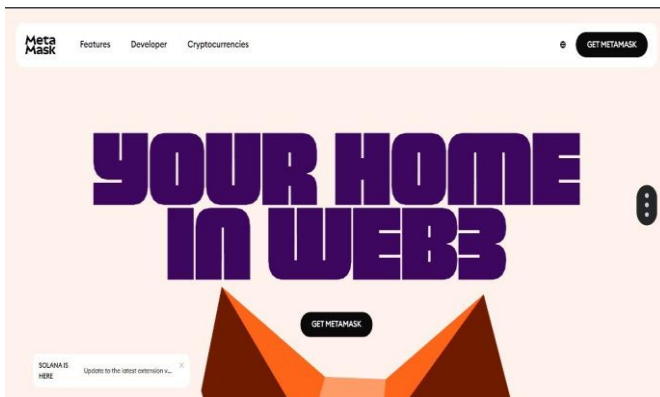 Meta
Mask
Features Developer Cryptocurrencies GET METAMASK
YOUR HOME
IN WEB3
GET METAMASK
SOLANA IS
HERE
Update to the latest extension v... X